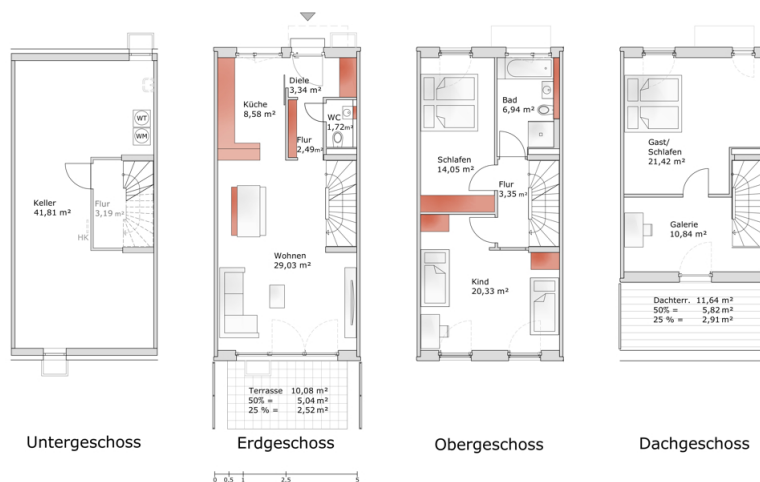 WT
WM
Keller
41,81 m²
Flur
3,19 m²
HK
Untergeschoss
Diele
3,34 m²
Küche
8,58 m²
WC
1,72m²
Flur
2,49m²
Wohnen
29,03 m²
Terrasse 10,08 m²
50% = 5,04 m²
25 % = 2,52 m²
Erdgeschoss
0 0.5 1 2.5 5
Bad
6,94 m²
Schlafen
14,05 m²
Flur
3,35 m²
Kind
20,33 m²
Obergeschoss
Gast/
Schlafen
21,42 m²
Galerie
10,84 m²
Dachterr. 11,64 m²
50% = 5,82 m²
25 % = 2,91 m²
Dachgeschoss